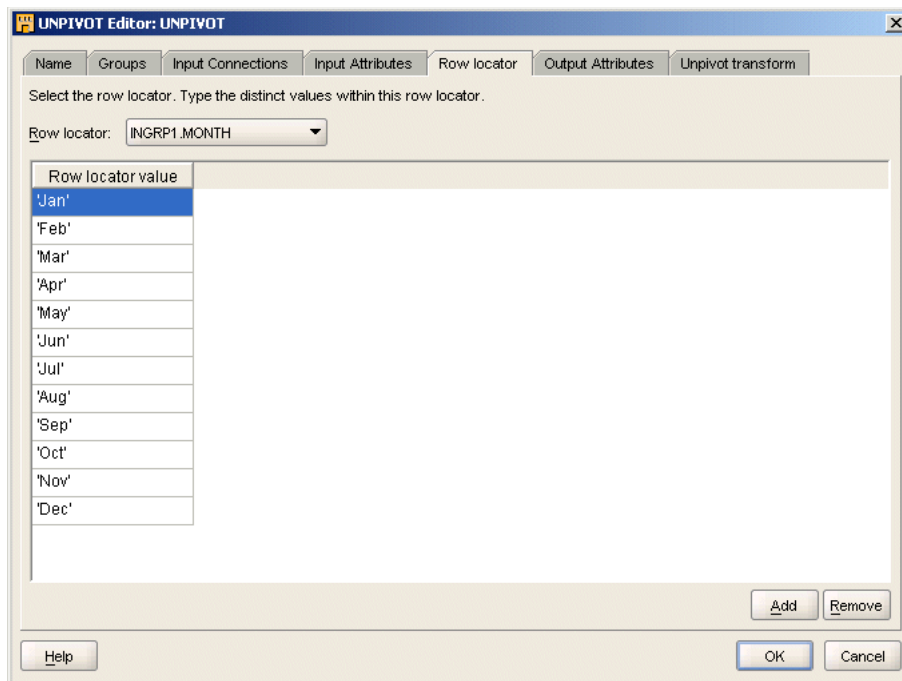 UNPIVOT Editor: UNPIVOT
Name Groups Input Connections Input Attributes Row locator Output Attributes Unpivot transform
Select the row locator. Type the distinct values within this row locator.
Row locator: INGRP1.MONTH
Row locator value
'Jan'
'Feb'
'Mar'
'Apr'
'May'
'Jun'
'Jul'
'Aug'
'Sep'
'Oct'
'Nov'
'Dec'
Add Remove
Help OK Cancel